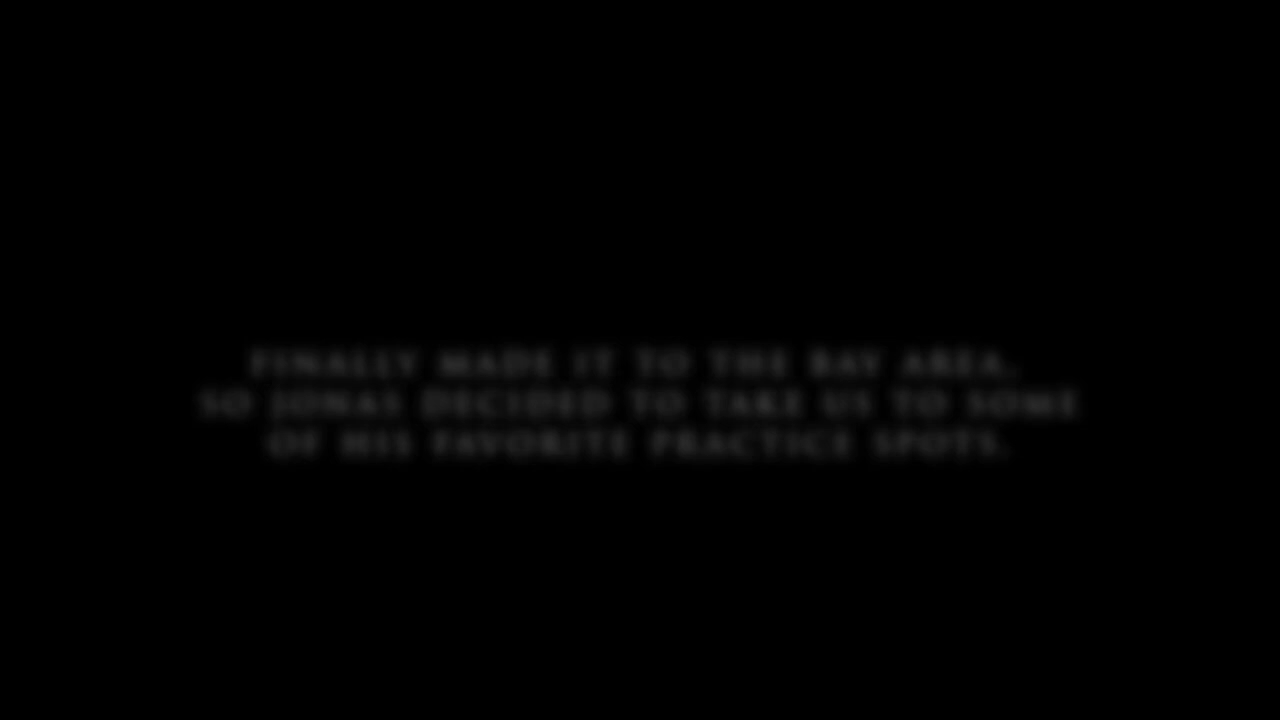 FINALLY MADE IT TO THE BAY AREA.
SO JONAS DECIDED TO TAKE US TO SOME
OF HIS FAVORITE PRACTICE SPOTS.